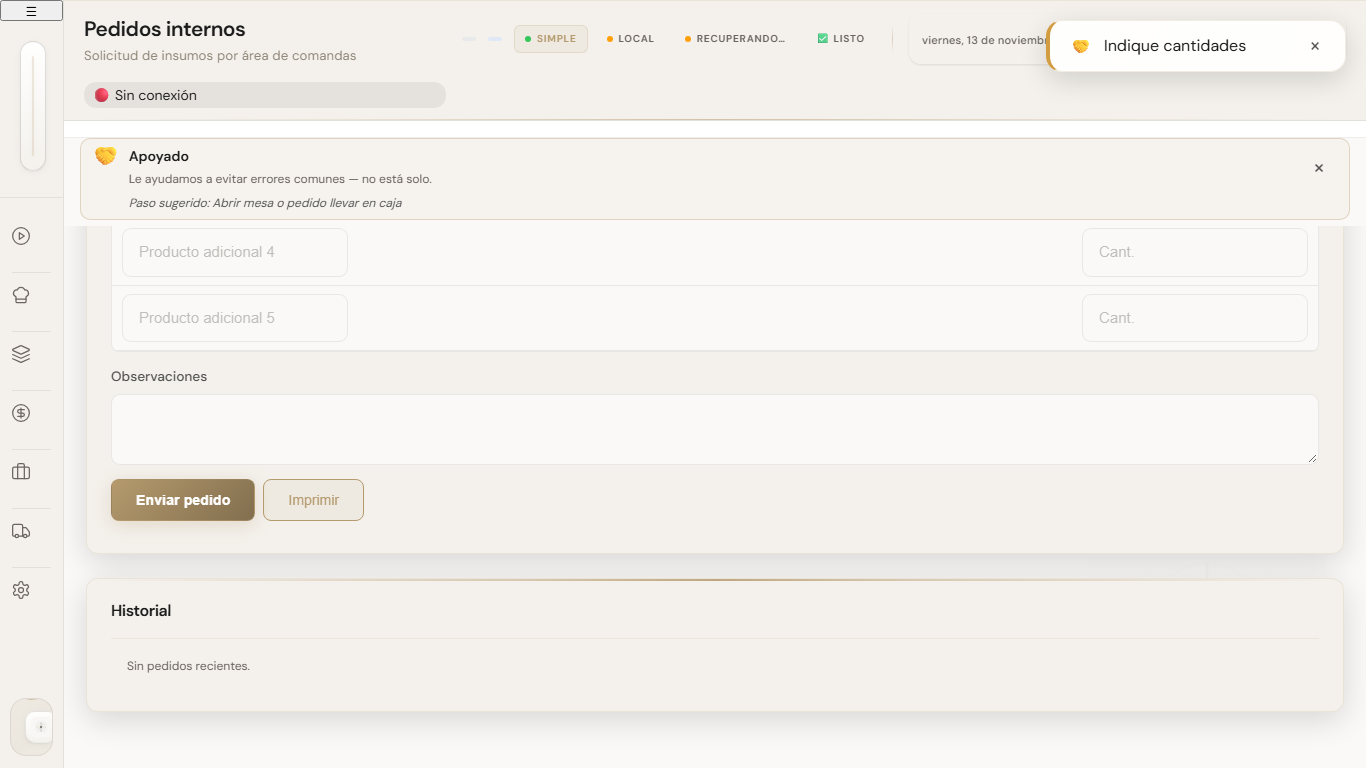 Pedidos internos
Solicitud de insumos por área de comandas
SIMPLE
LOCAL
RECUPERANDO…
LISTO
viernes, 13 de
Indique cantidades
Sin conexión
Apoyado
Le ayudamos a evitar errores comunes — no está solo.
Paso sugerido: Abrir mesa o pedido llevar en caja
Producto adicional 4
Cant.
Producto adicional 5
Cant.
Observaciones
Enviar pedido
Imprimir
Historial
Sin pedidos recientes.